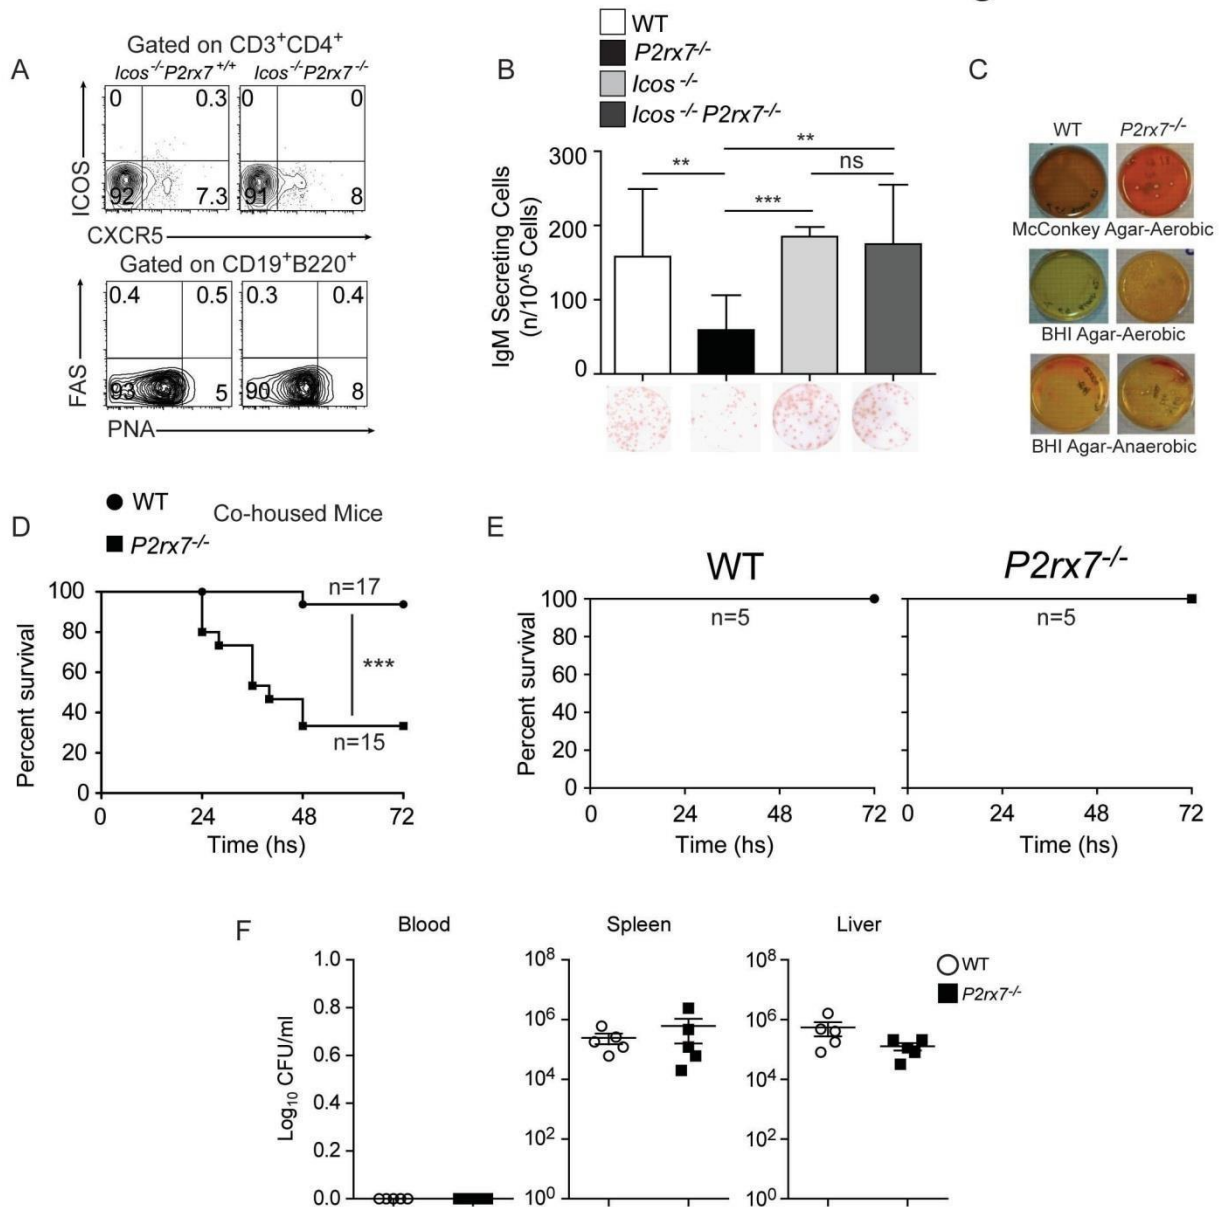 A
Gated on CD3+CD4+
Icos-/-P2rx7+/+ Icos-/-P2rx7-/-
0 0.3 0 0
92 7.3 91 8
ICOS
CXCR5
Gated on CD19+B220+
0.4 0.5 0.3 0.4
93 5 90 8
FAS
PNA
B
WT
P2rx7-/-
Icos-/-
Icos-/- P2rx7-/-
IgM Secreting Cells
(n/10^5 Cells)
300
200
100
0
** ** *** ns
C
WT P2rx7-/-
McConkey Agar-Aerobic
BHI Agar-Aerobic
BHI Agar-Anaerobic
D
WT
P2rx7-/-
Co-housed Mice
Percent survival
100
80
60
40
20
0
n=17
***
n=15
0 24 48 72
Time (hs)
E
WT P2rx7-/-
Percent survival
100
80
60
40
20
0
n=5 n=5
0 24 48 72 0 24 48 72
Time (hs) Time (hs)
F
Blood Spleen Liver
WT
P2rx7-/-
Log10 CFU/ml
1.0
0.8
0.6
0.4
0.2
0.0
10^8
10^6
10^4
10^2
10^0
10^8
10^6
10^4
10^2
10^0